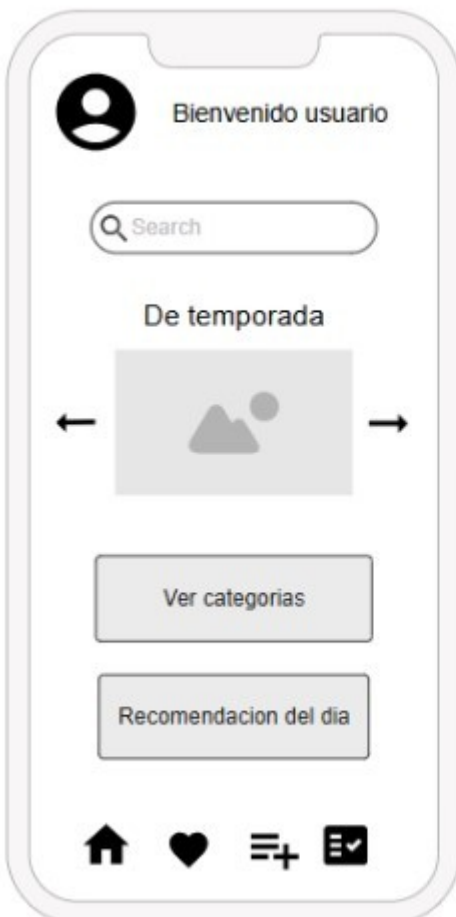 Bienvenido usuario
Search
De temporada
Ver categorias
Recomendacion del dia